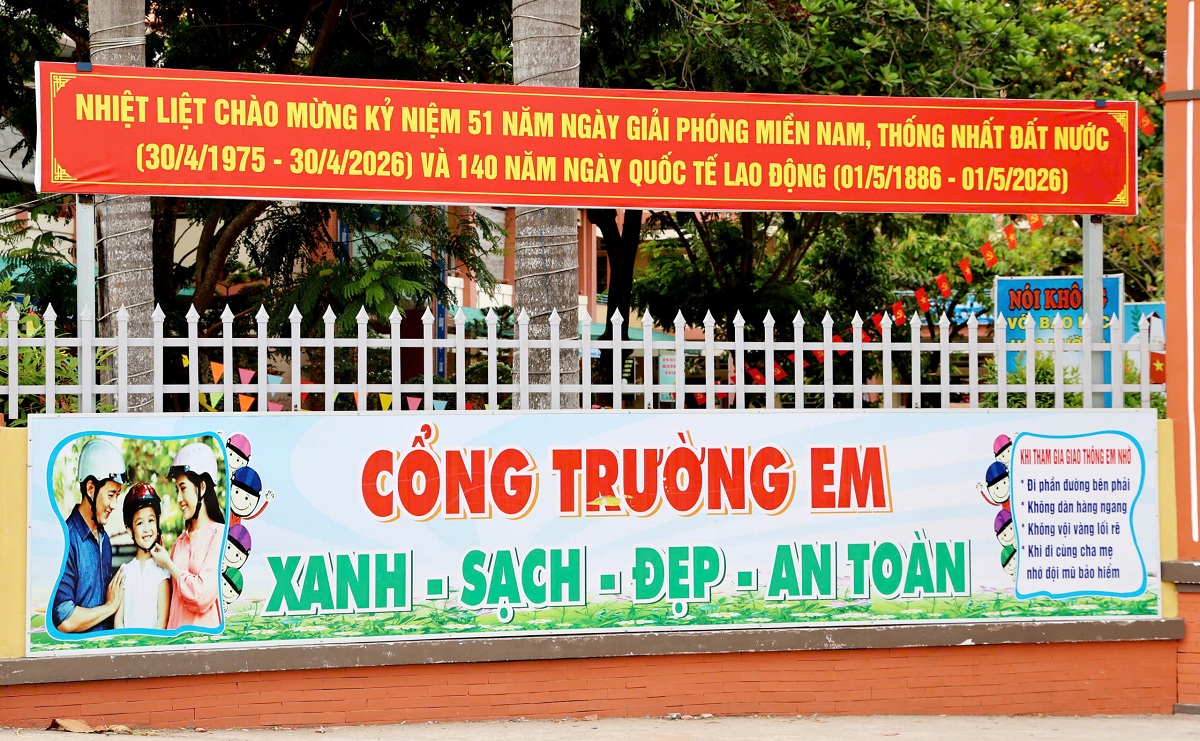 NHIỆT LIỆT CHÀO MỪNG KỶ NIỆM 51 NĂM NGÀY GIẢI PHÓNG MIỀN NAM, THỐNG NHẤT ĐẤT NƯỚC
(30/4/1975 - 30/4/2026) VÀ 140 NĂM NGÀY QUỐC TẾ LAO ĐỘNG (01/5/1886 - 01/5/2026)
NÓI KHÔNG
VỚI BẠO LỰC
CỔNG TRƯỜNG EM
XANH - SẠCH - ĐẸP - AN TOÀN
KHI THAM GIA GIAO THÔNG EM NHỚ
* Đi phần đường bên phải
* Không dàn hàng ngang
* Không vội vàng lối rẽ
* Khi đi cùng cha mẹ
nhớ đội mũ bảo hiểm